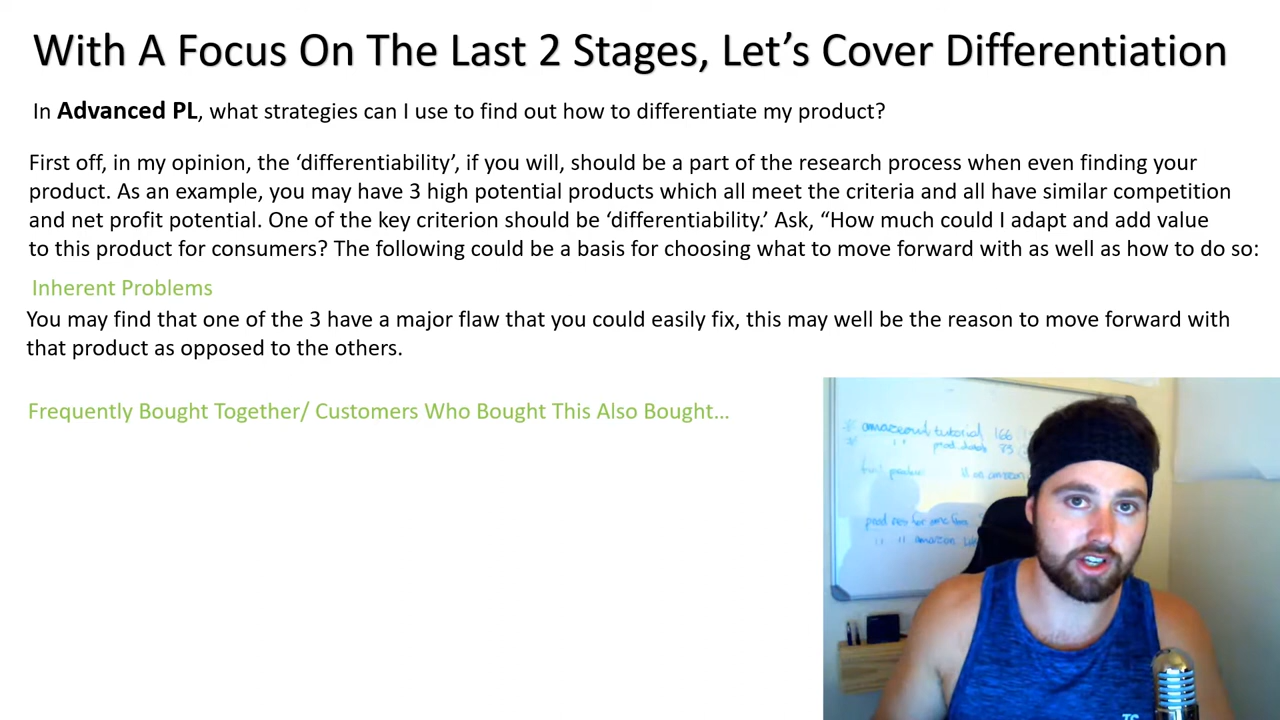 With A Focus On The Last 2 Stages, Let’s Cover Differentiation
In Advanced PL, what strategies can I use to find out how to differentiate my product?
First off, in my opinion, the ‘differentiability’, if you will, should be a part of the research process when even finding your
product. As an example, you may have 3 high potential products which all meet the criteria and all have similar competition
and net profit potential. One of the key criterion should be ‘differentiability.’ Ask, “How much could I adapt and add value
to this product for consumers? The following could be a basis for choosing what to move forward with as well as how to do so:
Inherent Problems
You may find that one of the 3 have a major flaw that you could easily fix, this may well be the reason to move forward with
that product as opposed to the others.
Frequently Bought Together/ Customers Who Bought This Also Bought…
tutorial 166
89
on amazon
prod for
amazon